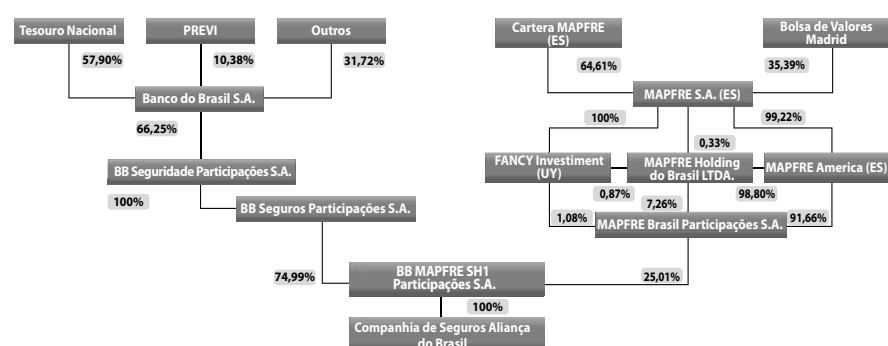 Tesouro Nacional
PREVI
Outros
Cartera MAPFRE
(ES)
Bolsa de Valores
Madrid
57,90%
10,38%
31,72%
64,61%
35,39%
Banco do Brasil S.A.
MAPFRE S.A. (ES)
66,25%
100%
99,22%
0,33%
BB Seguridade Participações S.A.
FANCY Investiment
(UY)
MAPFRE Holding
do Brasil LTDA.
MAPFRE America (ES)
100%
0,87%
7,26%
98,80%
BB Seguros Participações S.A.
1,08%
MAPFRE Brasil Participações S.A.
91,66%
74,99%
BB MAPFRE SH1
Participações S.A.
25,01%
100%
Companhia de Seguros Aliança
do Brasil